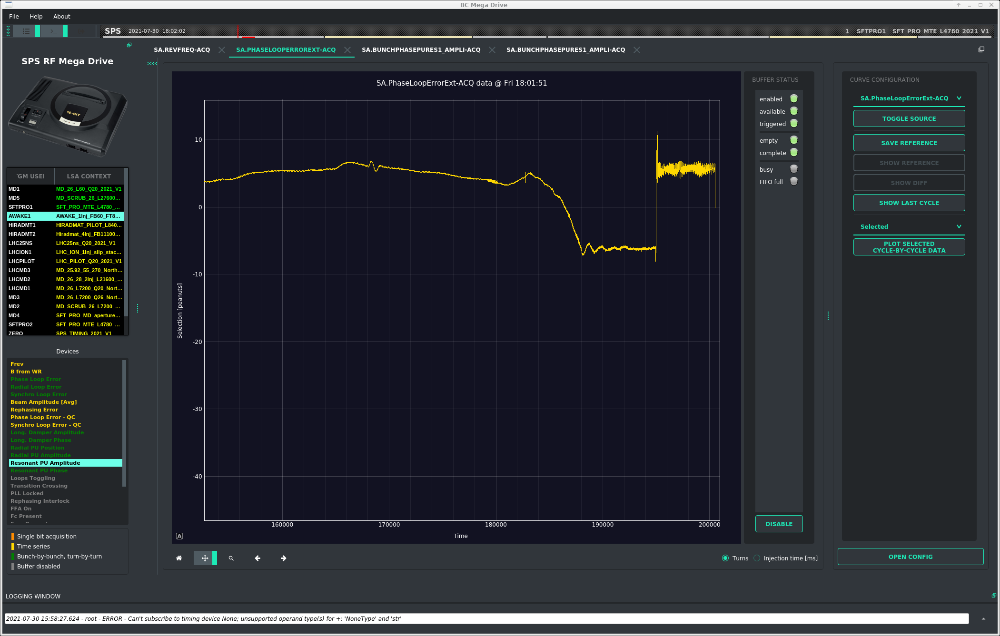 BC Mega Drive
File Help About
SPS 2021-07-30 18:02:02 1 SFTPRO1 SFT_PRO_MTE_L4780_2021_V1
SA.REVFREQ-ACQ SA.PHASELOOPERROREXT-ACQ SA.BUNCHPHASEPURES1_AMPLI-ACQ SA.BUNCHPHASEPURES1_AMPLI-ACQ
SPS RF Mega Drive
16-BIT
MEGA DRIVE
'GM USEI LSA CONTEXT
MD1 MD_26_L60_Q20_2021_V1
MD5 MD_SCRUB_26_L27600...
SFTPRO1 SFT_PRO_MTE_L4780_...
AWAKE1 AWAKE_1Inj_FB60_FT8...
HIRADMT1 HIRADMAT_PILOT_L840...
HIRADMT2 Hiradmat_4Inj_FB11100...
LHC25NS LHC25ns_Q20_2021_V1
LHCION1 LHC_ION_1Inj_slip_stac...
LHCPILOT LHC_PILOT_Q20_2021_V1
LHCMD3 MD_25.92_55_270_North...
LHCMD2 MD_26_28_2inj_L21600_...
LHCMD1 MD_26_L7200_Q20_Nort...
MD3 MD_26_L7200_Q26_Nort...
MD2 MD_SCRUB_26_L7200_...
MD4 SFT_PRO_MD_aperture...
SFTPRO2 SFT_PRO_MTE_L4780_...
ZERO SPS_TIMING_2021_V1
Devices
Frev
B from WR
Phase Loop Error
Radial Loop Error
Synchro Loop Error
Beam Amplitude [Avg]
Rephasing Error
Phase Loop Error - QC
Synchro Loop Error - QC
Long. Damper Amplitude
Long. Damper Phase
Radial PU Position
Radial PU Amplitude
Resonant PU Amplitude
Resonant PU Phase
Loops Toggling
Transition Crossing
PLL Locked
Rephasing Interlock
FFA On
Fc Present
Single bit acquisition
Time series
Bunch-by-bunch, turn-by-turn
Buffer disabled
SA.PhaseLoopErrorExt-ACQ data @ Fri 18:01:51
Selection [peanuts]
10
0
-10
-20
-30
-40
160000 170000 180000 190000 200000
Time
A
Turns Injection time [ms]
BUFFER STATUS
enabled
available
triggered
empty
complete
busy
FIFO full
DISABLE
CURVE CONFIGURATION
SA.PhaseLoopErrorExt-ACQ
TOGGLE SOURCE
SAVE REFERENCE
SHOW REFERENCE
SHOW DIFF
SHOW LAST CYCLE
Selected
PLOT SELECTED
CYCLE-BY-CYCLE DATA
OPEN CONFIG
LOGGING WINDOW
2021-07-30 15:58:27,624 - root - ERROR - Can't subscribe to timing device None; unsupported operand type(s) for +: 'NoneType' and 'str'